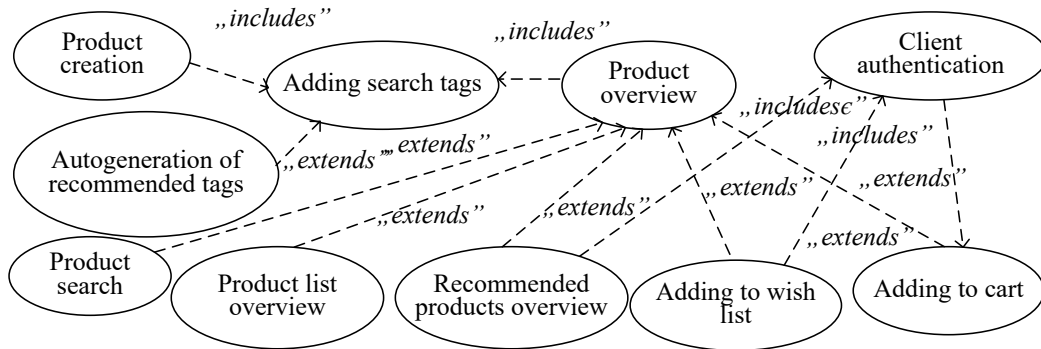 „includes”
Product
creation
Adding search tags
„includes”
Product
overview
Client
authentication
„includesє”
„includes”
Autogeneration of
recommended tags
„extends”
„extends”
„extends”
„extends”
„extends”
„extends”
„extends”
Product
search
Product list
overview
Recommended
products overview
Adding to wish
list
Adding to cart